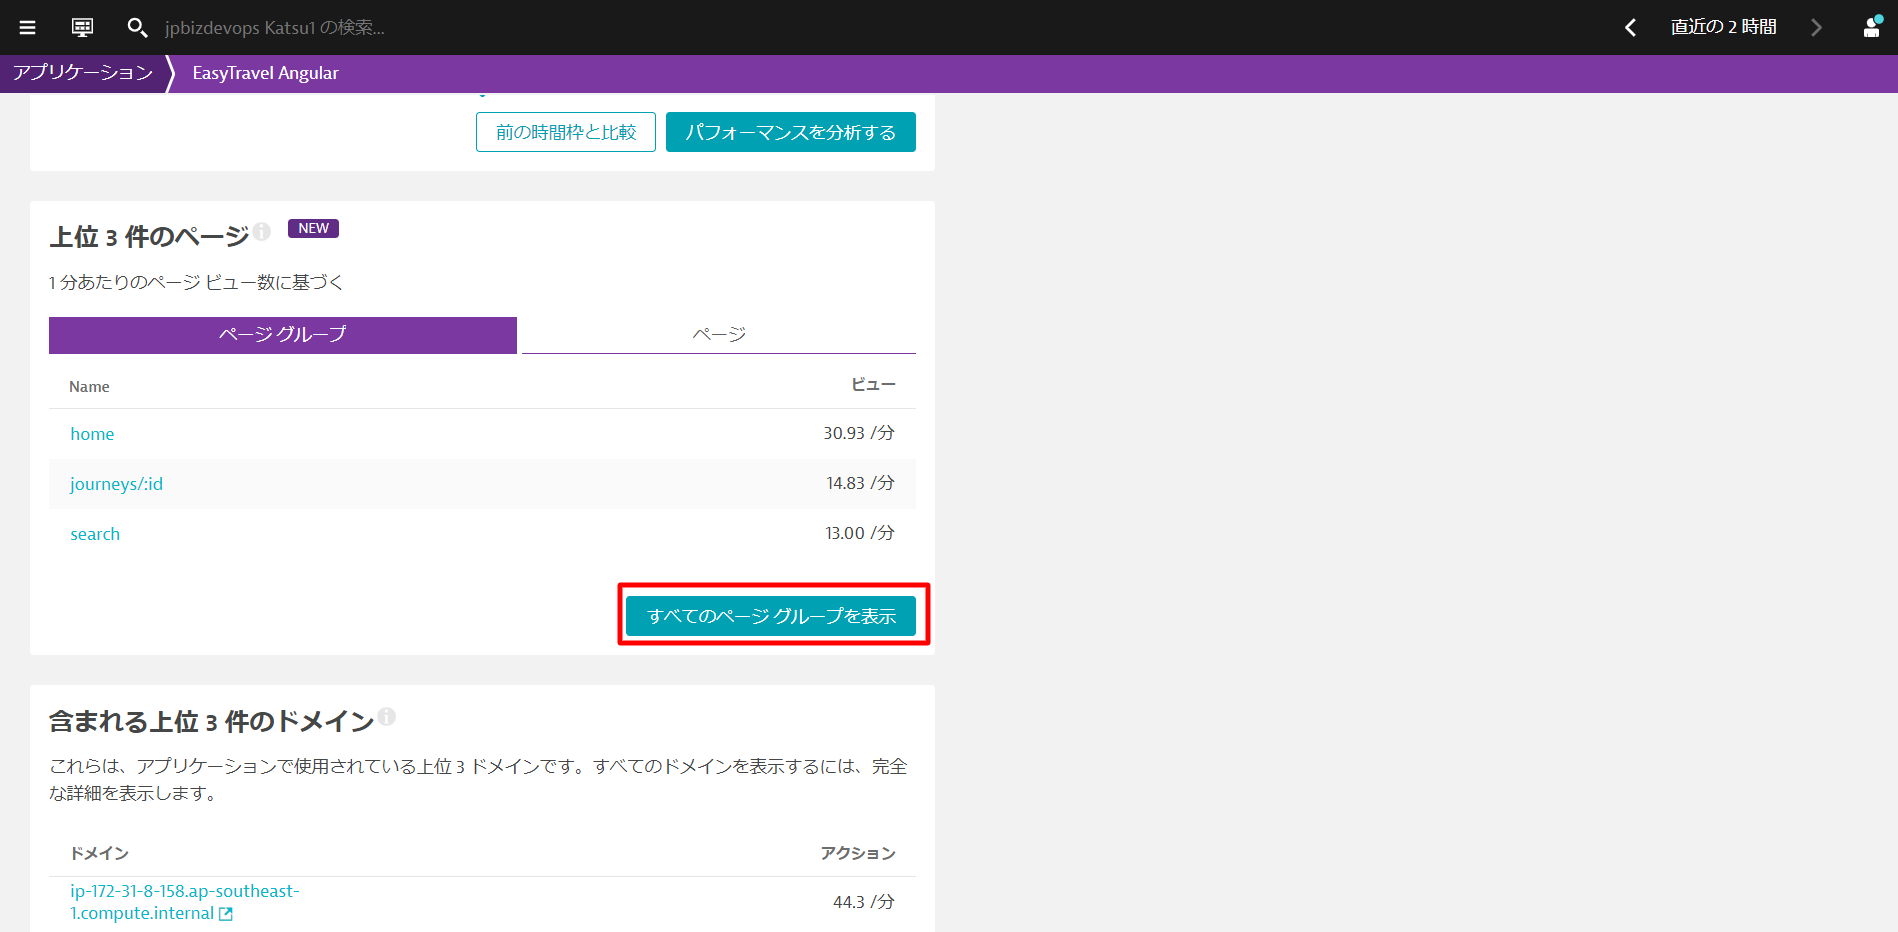 jpbizdevops Katsu1 の検索...
直近の 2 時間
アプリケーション
EasyTravel Angular
前の時間枠と比較
パフォーマンスを分析する
上位 3 件のページ
NEW
1 分あたりのページ ビュー数に基づく
ページ グループ
ページ
Name
ビュー
home
30.93 /分
journeys/:id
14.83 /分
search
13.00 /分
すべてのページ グループを表示
含まれる上位 3 件のドメイン
これらは、アプリケーションで使用されている上位 3 ドメインです。すべてのドメインを表示するには、完全
な詳細を表示します。
ドメイン
アクション
ip-172-31-8-158.ap-southeast-
1.compute.internal
44.3 /分